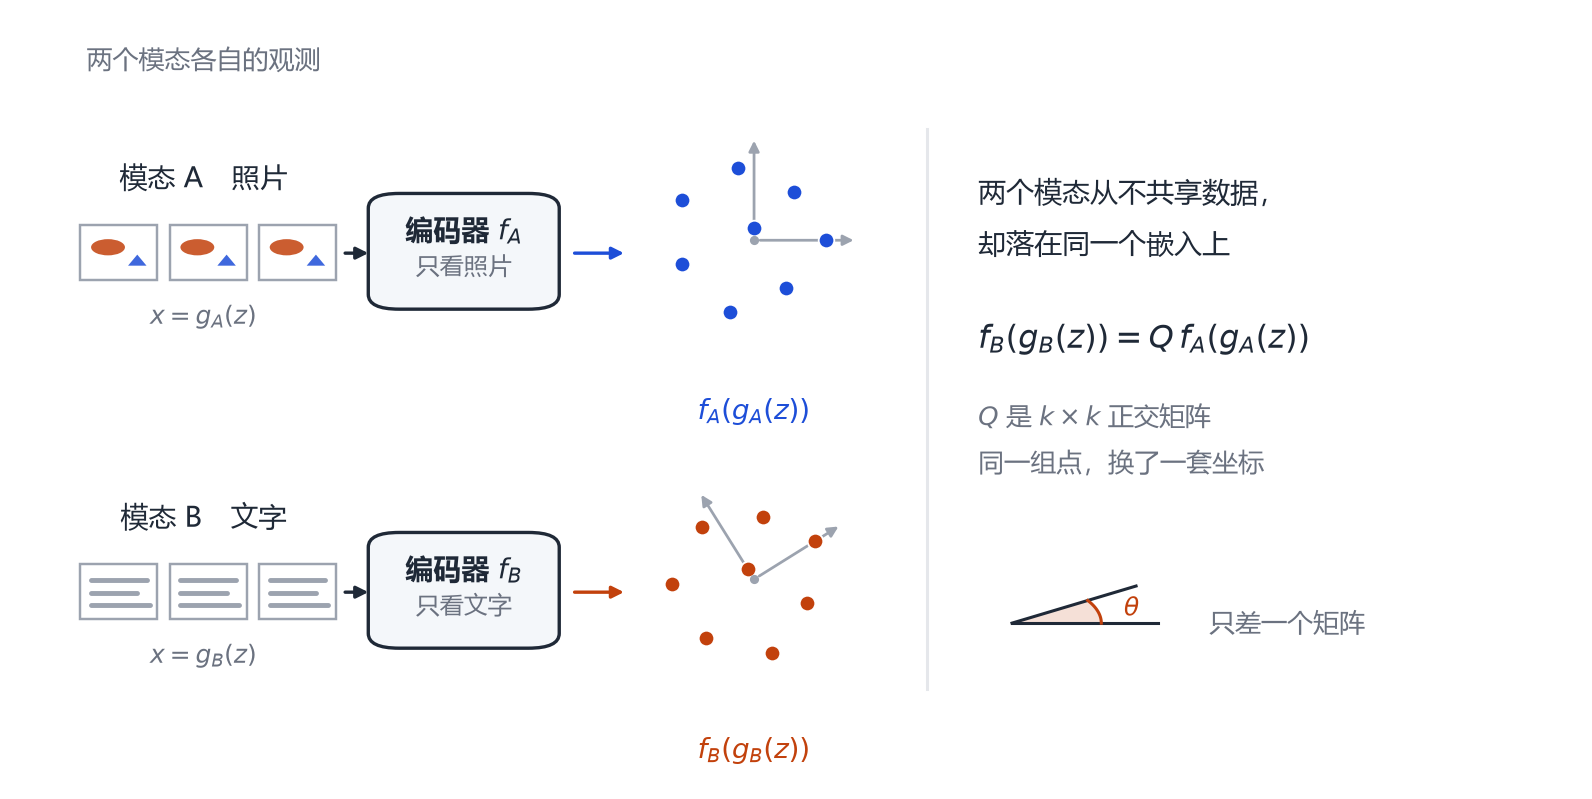 两个模态各自的观测
模态 A 照片
编码器 f_A
只看照片
x = g_A(z)
f_A(g_A(z))
模态 B 文字
编码器 f_B
只看文字
x = g_B(z)
f_B(g_B(z))
两个模态从不共享数据，
却落在同一个嵌入上
f_B(g_B(z)) = Q f_A(g_A(z))
Q 是 k × k 正交矩阵
同一组点，换了一套坐标
θ
只差一个矩阵